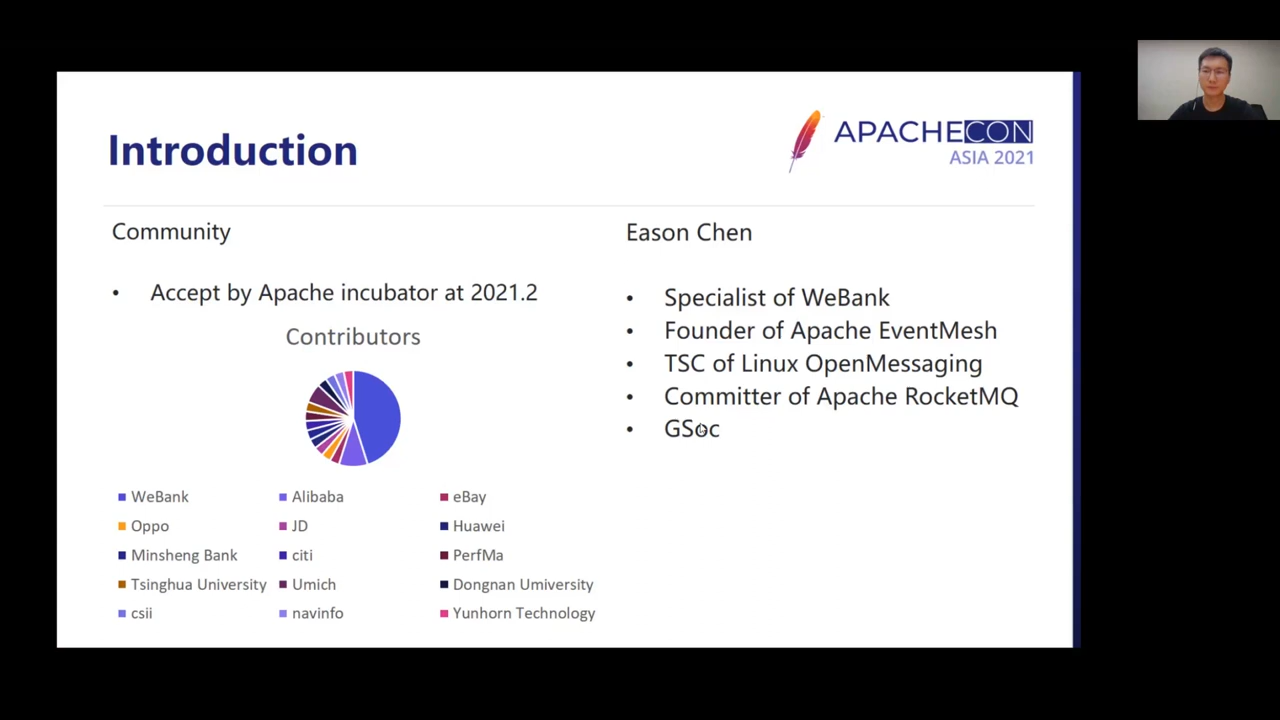 Introduction
APACHECON
ASIA 2021
Community
• Accept by Apache incubator at 2021.2
Contributors
WeBank
Alibaba
eBay
Oppo
JD
Huawei
Minsheng Bank
citi
PerfMa
Tsinghua University
Umich
Dongnan Umiversity
csii
navinfo
Yunhorn Technology
Eason Chen
• Specialist of WeBank
• Founder of Apache EventMesh
• TSC of Linux OpenMessaging
• Committer of Apache RocketMQ
• GSoc